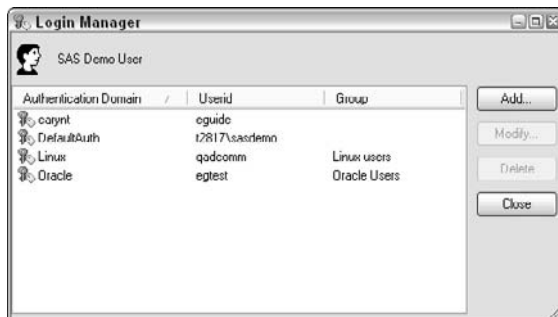 Login Manager
SAS Demo User
Authentication Domain / Userid Group
carynt eguide
DefaultAuth t2817\sasdemo
Linux qadcomm Linux users
Oracle egtest Oracle Users
Add...
Modify...
Delete
Close